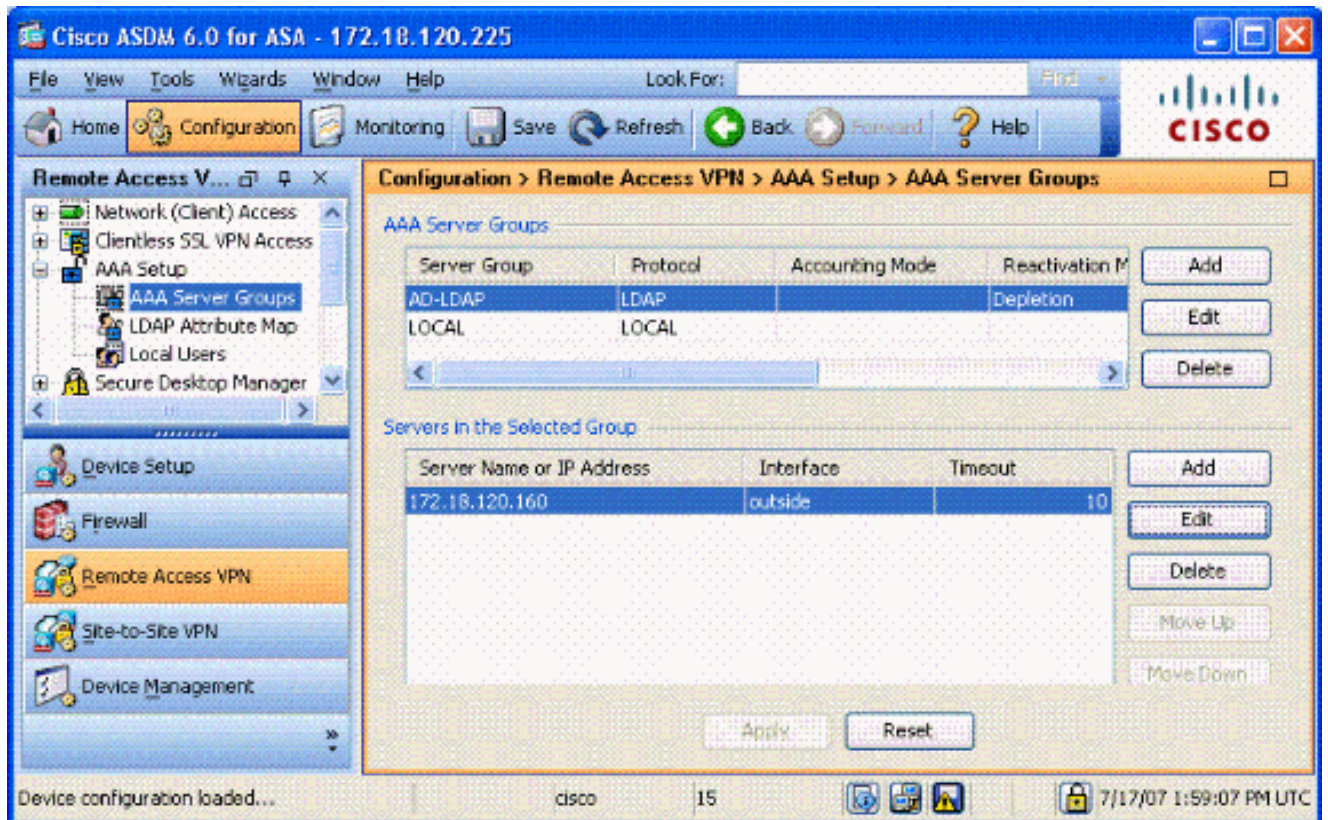 Cisco ASDM 6.0 for ASA - 172.18.120.225
File View Tools Wizards Window Help Look For: Find
Home Configuration Monitoring Save Refresh Back Forward Help
CISCO
Remote Access V...
Network (Client) Access
Clientless SSL VPN Access
AAA Setup
AAA Server Groups
LDAP Attribute Map
Local Users
Secure Desktop Manager
Device Setup
Firewall
Remote Access VPN
Site-to-Site VPN
Device Management
Configuration > Remote Access VPN > AAA Setup > AAA Server Groups
AAA Server Groups
Server Group Protocol Accounting Mode Reactivation M
AD-LDAP LDAP Depletion
LOCAL LOCAL
Add
Edit
Delete
Servers in the Selected Group
Server Name or IP Address Interface Timeout
172.18.120.160 outside 10
Add
Edit
Delete
Move Up
Move Down
Apply Reset
Device configuration loaded... cisco 15 7/17/07 1:59:07 PM UTC